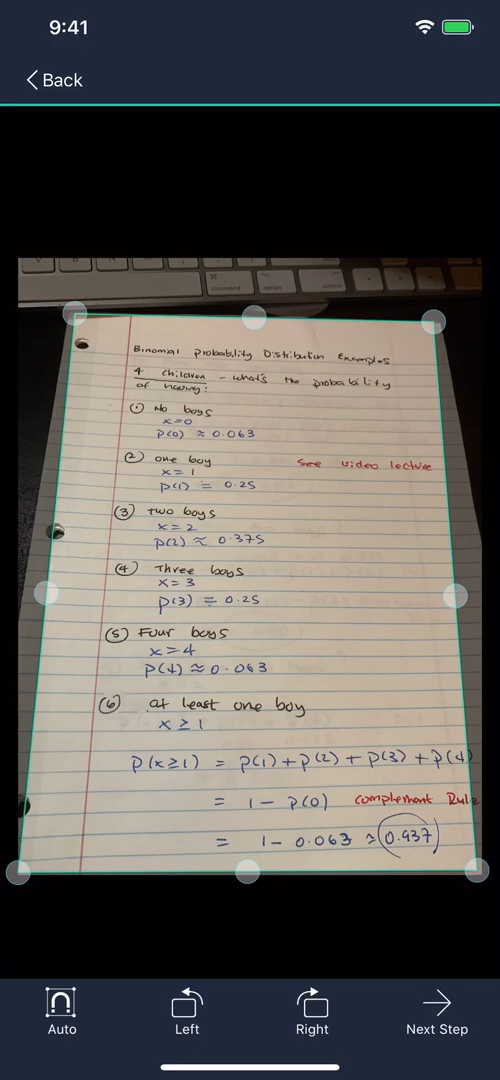 9:41
Back
command
option
control
Binomial probability Distribution Examples
4 children - what's the probability
of having:
(1) No boys
x=0
p(0) ≈ 0.063
(2) one boy
x = 1
p(1) = 0.25
see video lecture
(3) two boys
x = 2
p(2) ≈ 0.375
(4) Three boys
x = 3
p(3) = 0.25
(5) Four boys
x = 4
p(4) ≈ 0.063
(6) at least one boy
x ≥ 1
p(x≥1) = p(1) + p(2) + p(3) + p(4)
= 1 - p(0) complement Rule
= 1 - 0.063 ≈ 0.937
Auto
Left
Right
Next Step